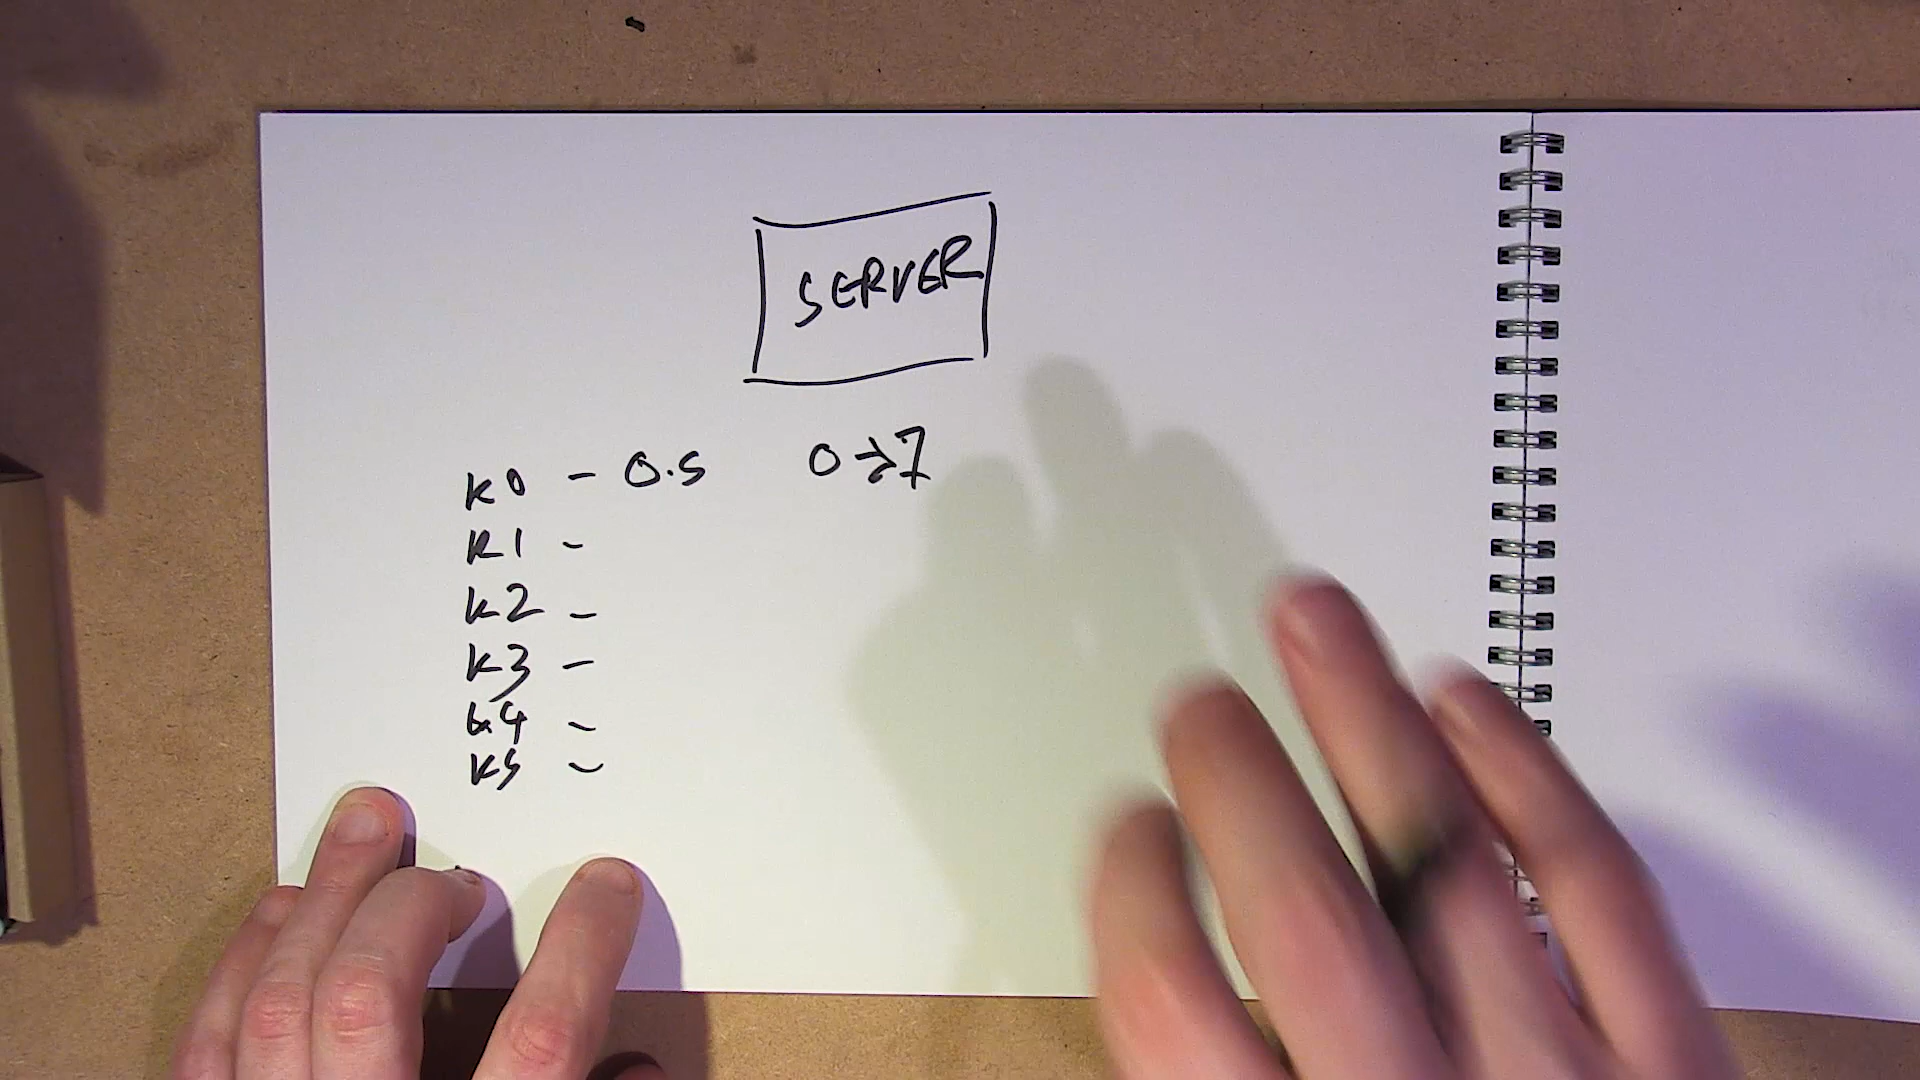 SERVER
K0 - 0.5 0→7
K1 -
K2 -
K3 -
K4 -
K5 -